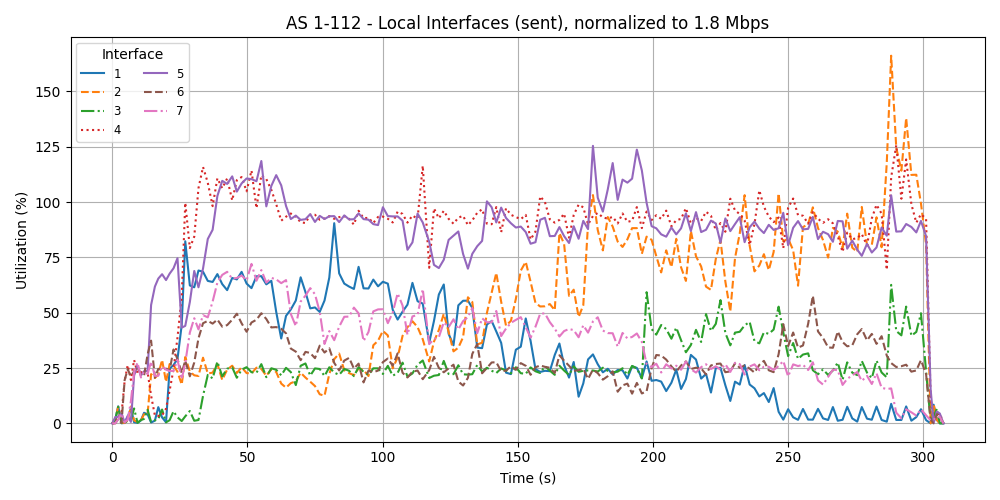 AS 1-112 - Local Interfaces (sent), normalized to 1.8 Mbps
Interface
1 5
2 6
3 7
4
Utilization (%)
150
125
100
75
50
25
0
0 50 100 150 200 250 300
Time (s)